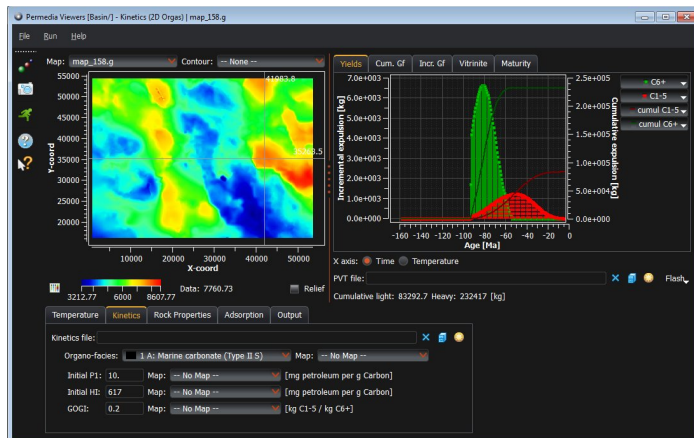 Permedia Viewers [Basin/] - Kinetics (2D Orgas) | map_158.g
File Run Help
Map: map_158.g Contour: -- None --
55000
50000
45000
40000
35000
30000
25000
20000
Y-coord
41083.8
10000 20000 30000 40000 50000
X-coord
3212.77 6000 8607.77
Data: 7760.73
Relief
Yields Cum. Gf Incr. Gf Vitrinite Maturity
7.0e+003
6.0e+003
5.0e+003
4.0e+003
3.0e+003
2.0e+003
1.0e+003
0.0e+000
Incremental expulsion [kg]
2.5e+005
2.0e+005
1.5e+005
1.0e+005
5.0e+004
0.0e+000
Cumulative expulsion [kg]
-160 -140 -120 -100 -80 -60 -40 -20 0
Age [Ma]
C6+
C1-5
cumul C1-5
cumul C6+
X axis: Time Temperature
PVT file: Flash
Cumulative light: 83292.7 Heavy: 232417 [kg]
Temperature Kinetics Rock Properties Adsorption Output
Kinetics file:
Organo-facies: 1 A: Marine carbonate (Type II S) Map: -- No Map --
Initial P1: 10. Map: -- No Map -- [mg petroleum per g Carbon]
Initial HI: 617 Map: -- No Map -- [mg petroleum per g Carbon]
GOGI: 0.2 Map: -- No Map -- [kg C1-5 / kg C6+]